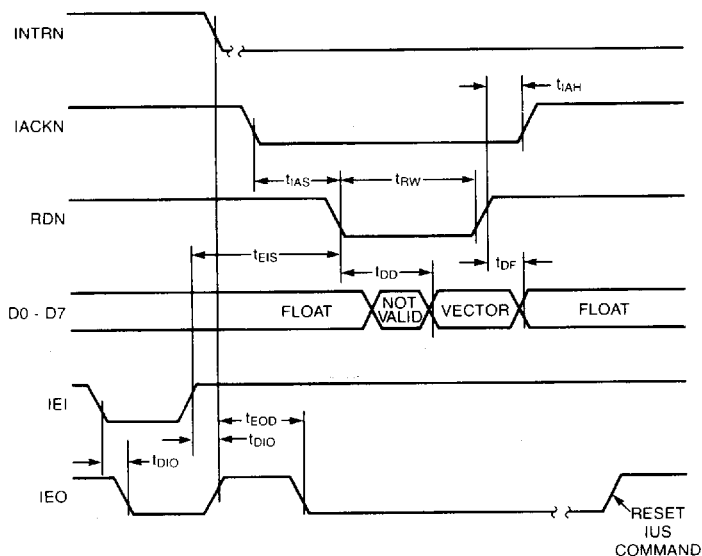 INTRN
tIAH
IACKN
tIAS
tRW
RDN
tEIS
tDD
tDF
D0 - D7
FLOAT
NOT
VALID
VECTOR
FLOAT
IEI
tEOD
tDIO
tDIO
IEO
RESET
IUS
COMMAND